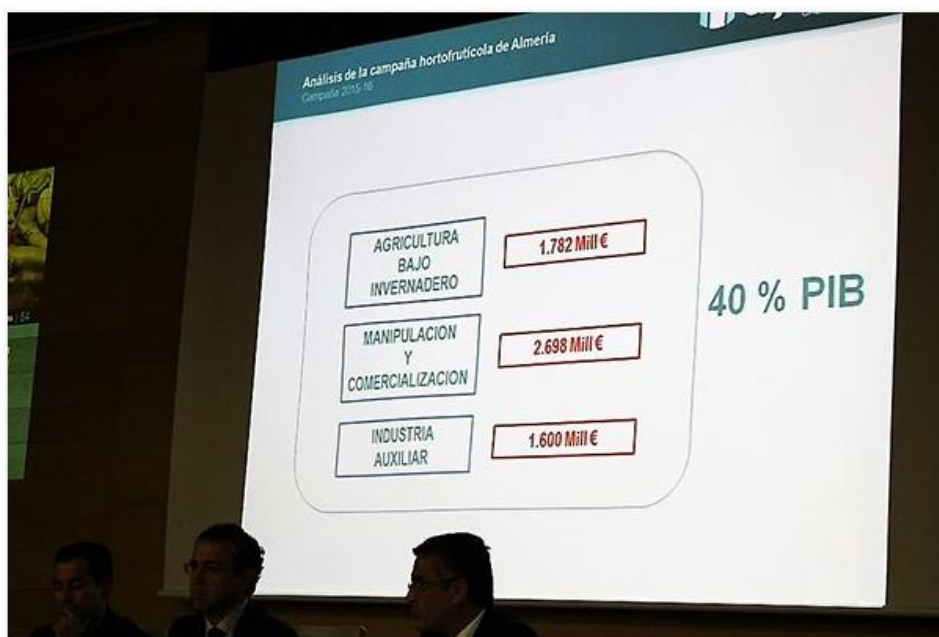 Análisis de la campaña hortofrutícola de Almería
Campaña 2015-16
AGRICULTURA
BAJO
INVERNADERO
1.782 Mill €
MANIPULACION
Y
COMERCIALIZACION
2.698 Mill €
INDUSTRIA
AUXILIAR
1.600 Mill €
40 % PIB